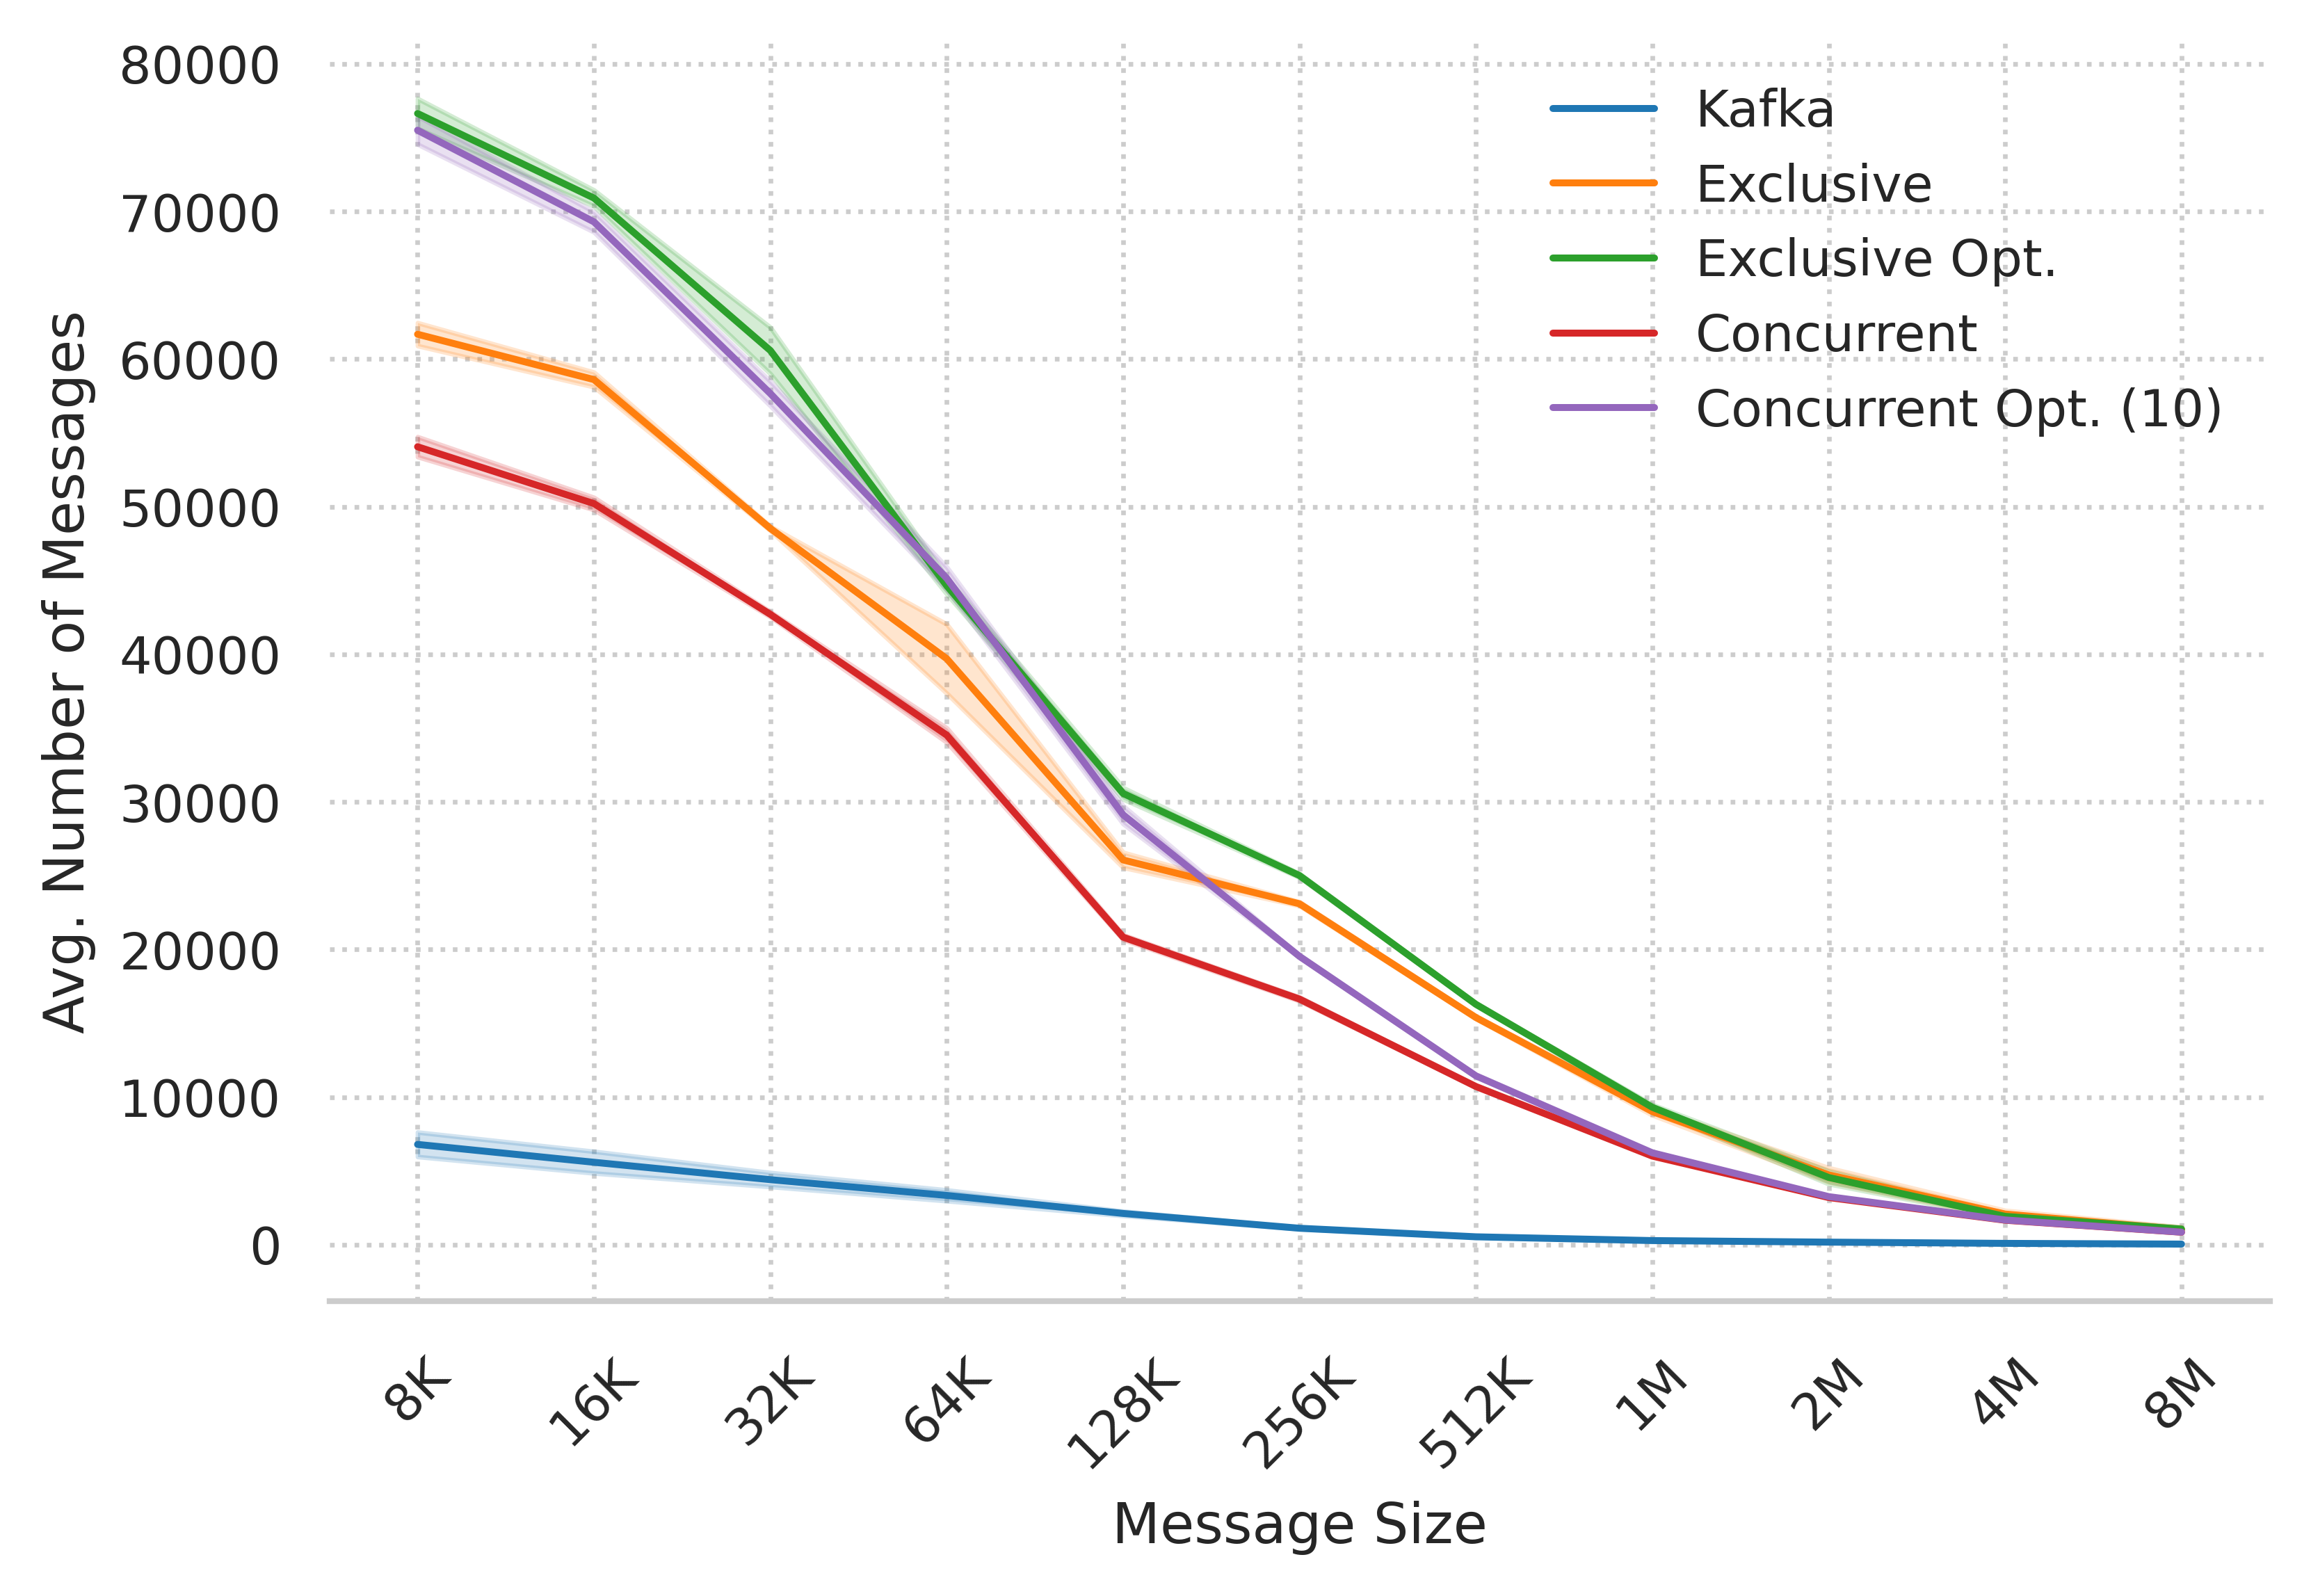 Avg. Number of Messages
80000
70000
60000
50000
40000
30000
20000
10000
0
Kafka
Exclusive
Exclusive Opt.
Concurrent
Concurrent Opt. (10)
8K
16K
32K
64K
128K
256K
512K
1M
2M
4M
8M
Message Size